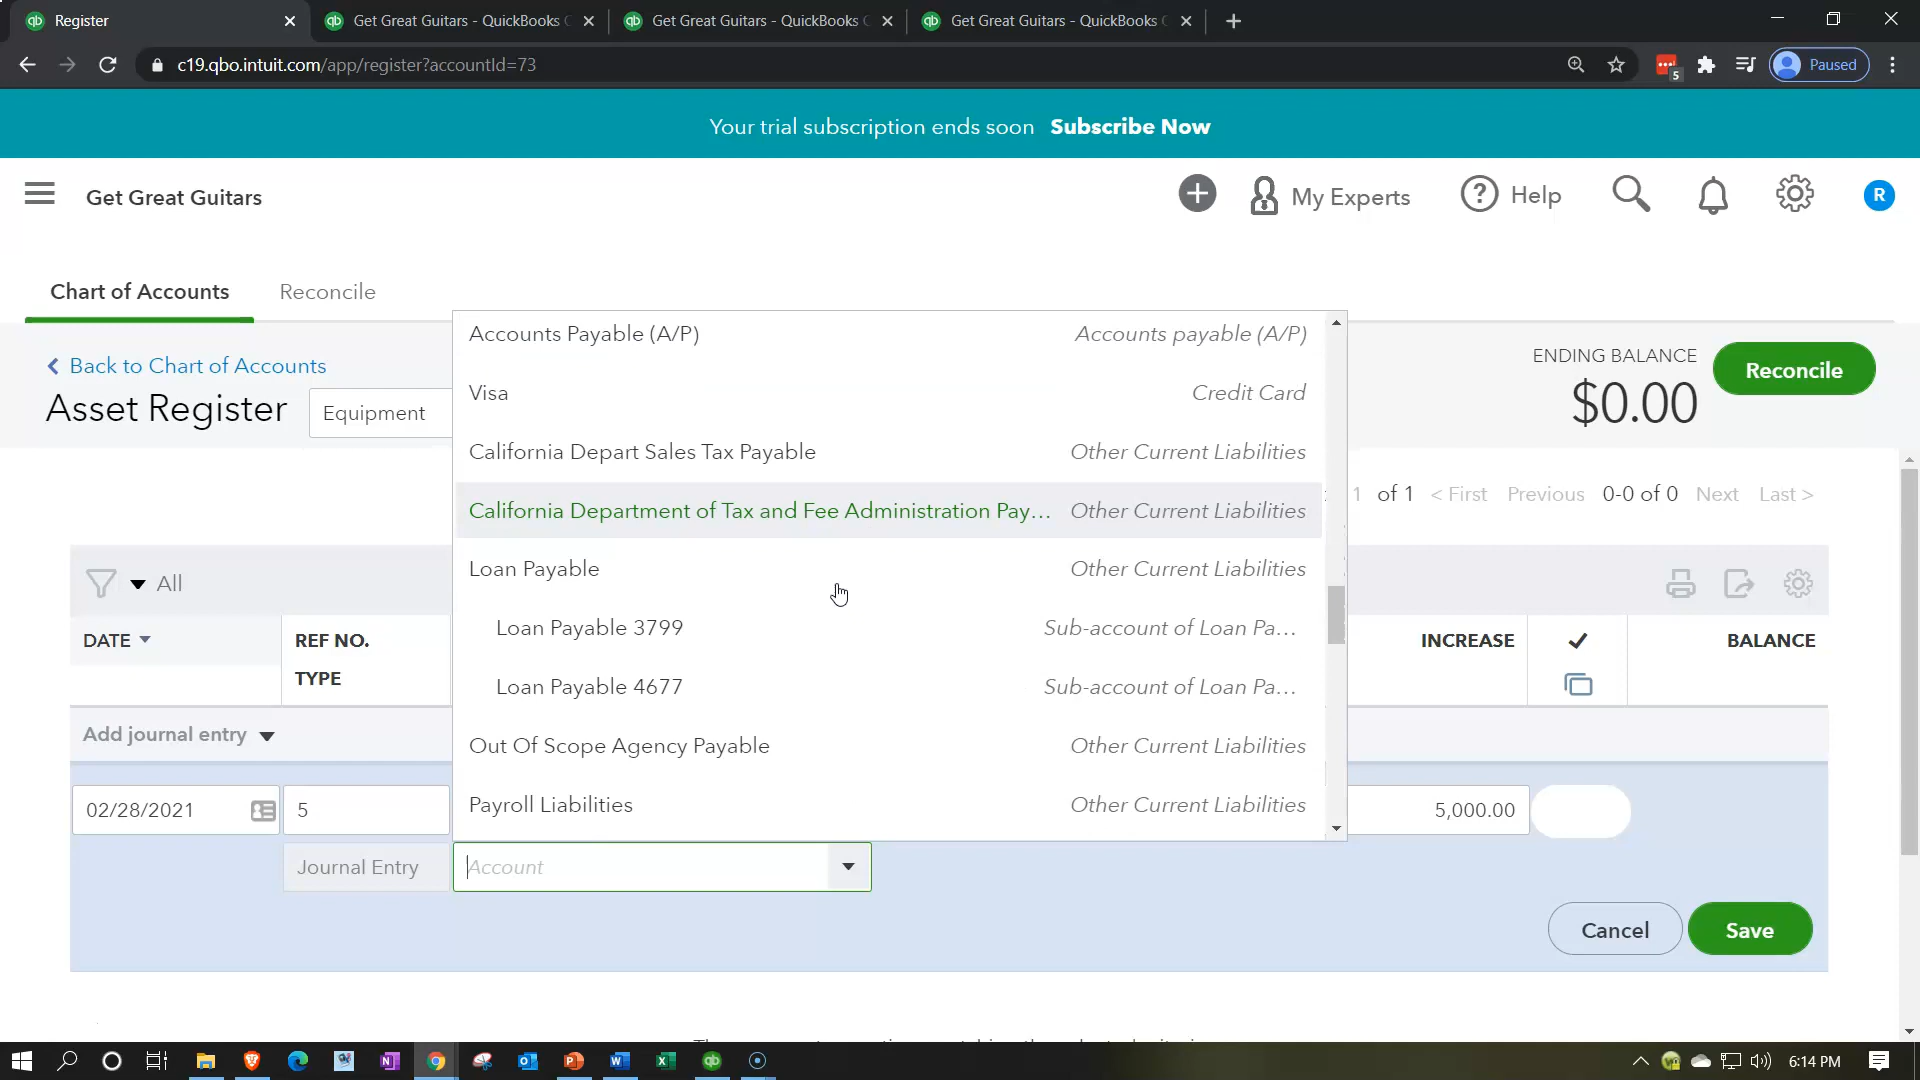 Register
Get Great Guitars - QuickBooks C
Get Great Guitars - QuickBooks C
Get Great Guitars - QuickBooks C
c19.qbo.intuit.com/app/register?accountId=73
5
Paused
Your trial subscription ends soon Subscribe Now
Get Great Guitars
My Experts
Help
R
Chart of Accounts
Reconcile
Back to Chart of Accounts
Asset Register
Equipment
ENDING BALANCE
$0.00
Reconcile
Accounts Payable (A/P) Accounts payable (A/P)
Visa Credit Card
California Depart Sales Tax Payable Other Current Liabilities
California Department of Tax and Fee Administration Pay... Other Current Liabilities
Loan Payable Other Current Liabilities
Loan Payable 3799 Sub-account of Loan Pa...
Loan Payable 4677 Sub-account of Loan Pa...
Out Of Scope Agency Payable Other Current Liabilities
Payroll Liabilities Other Current Liabilities
1 of 1 < First Previous 0-0 of 0 Next Last >
All
DATE
REF NO.
TYPE
INCREASE
BALANCE
Add journal entry
02/28/2021
5
5,000.00
Journal Entry
Account
Cancel
Save
6:14 PM